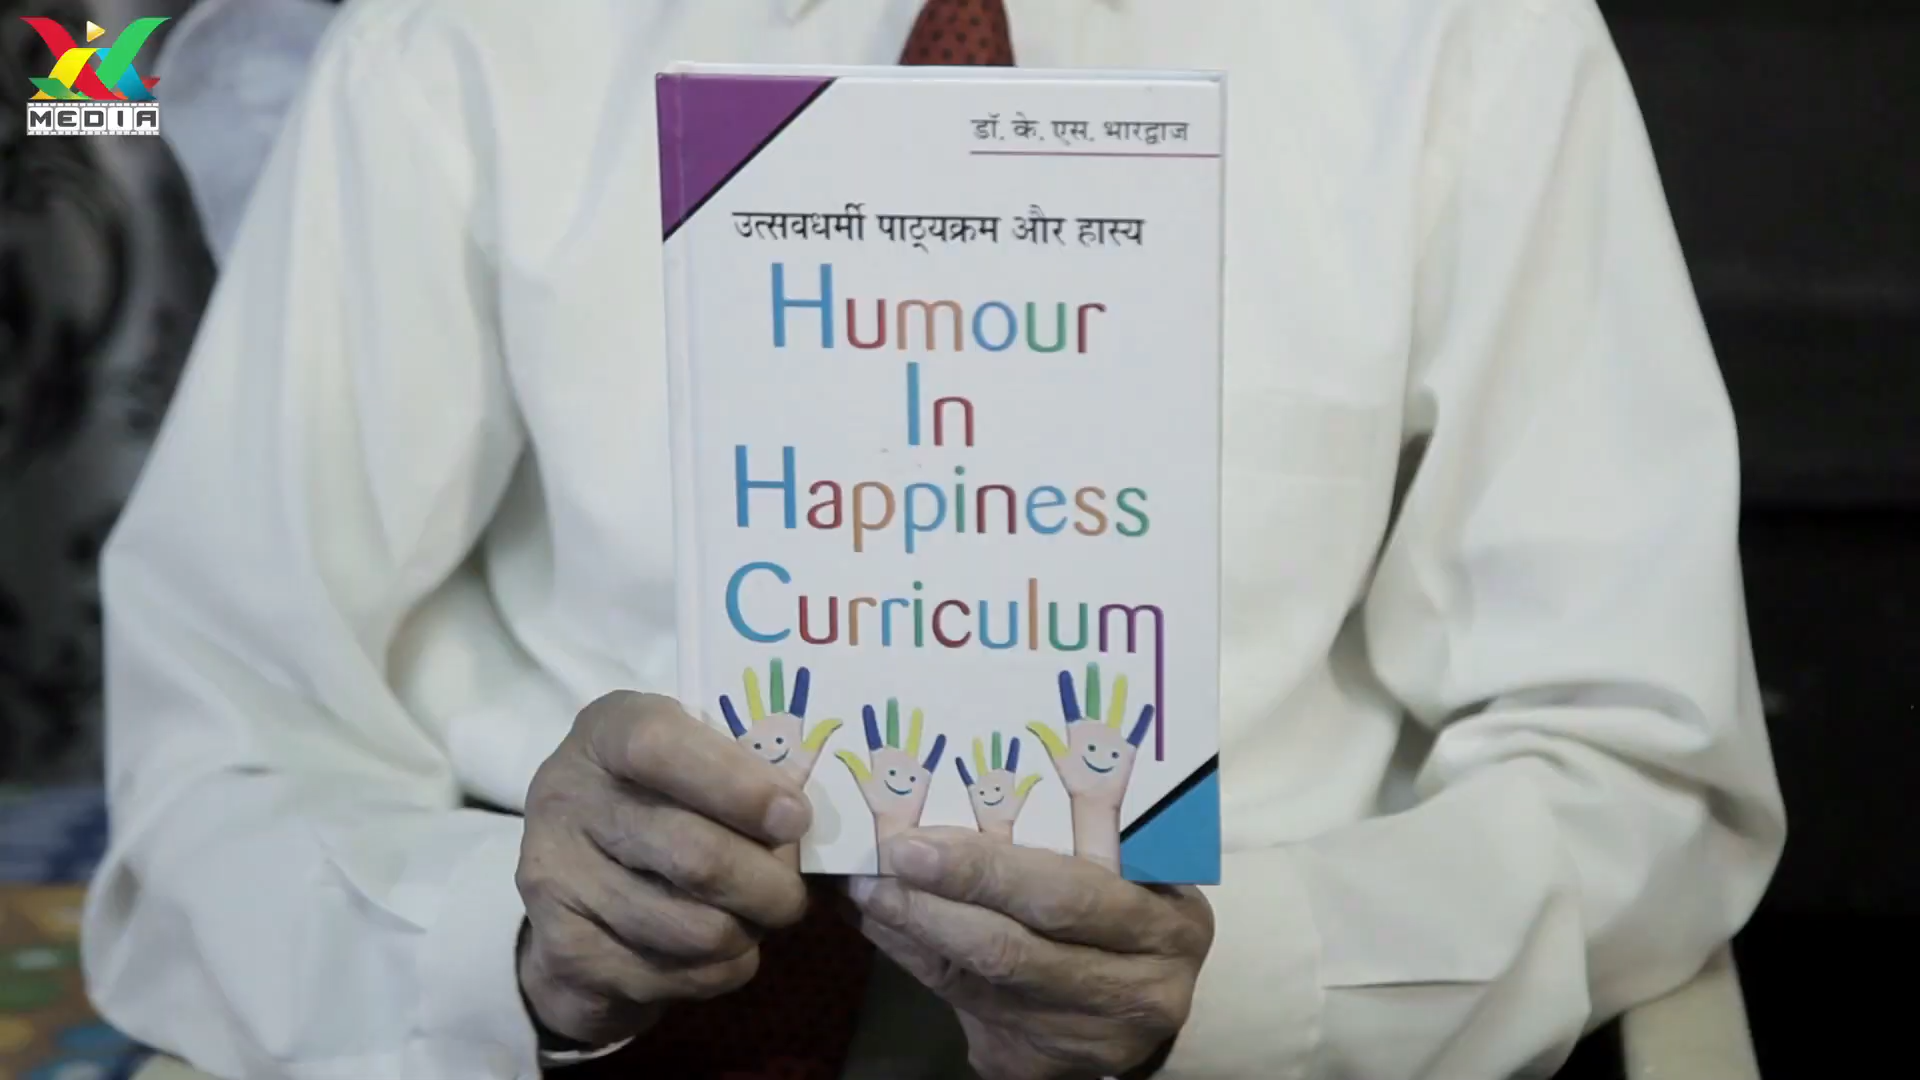 MEDIA
डॉ. के. एस. भारद्वाज
उत्सवधर्मी पाठ्यक्रम और हास्य
Humour
In
Happiness
Curriculum